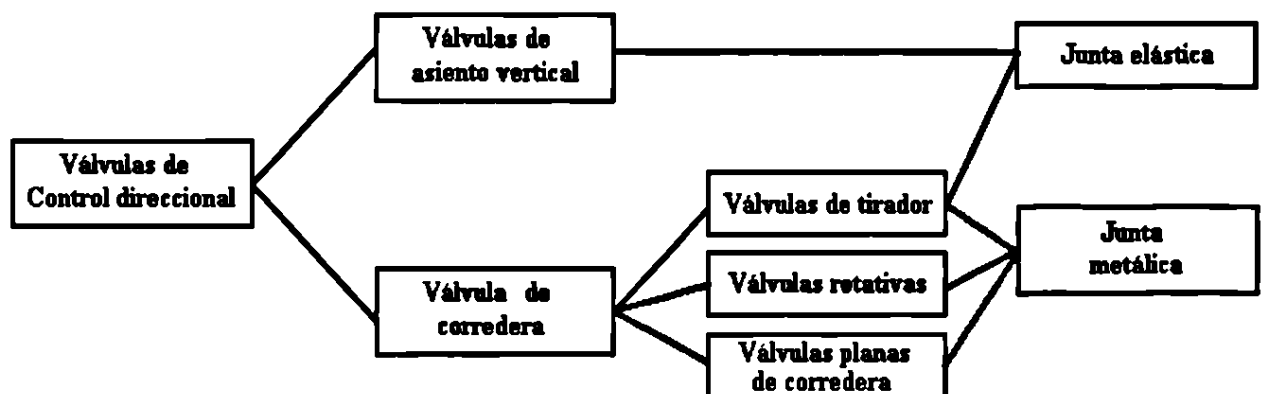 Válvulas de
Control direccional
Válvulas de
asiento vertical
Válvula de
corredera
Válvulas de tirador
Válvulas rotativas
Válvulas planas
de corredera
Junta elástica
Junta
metálica